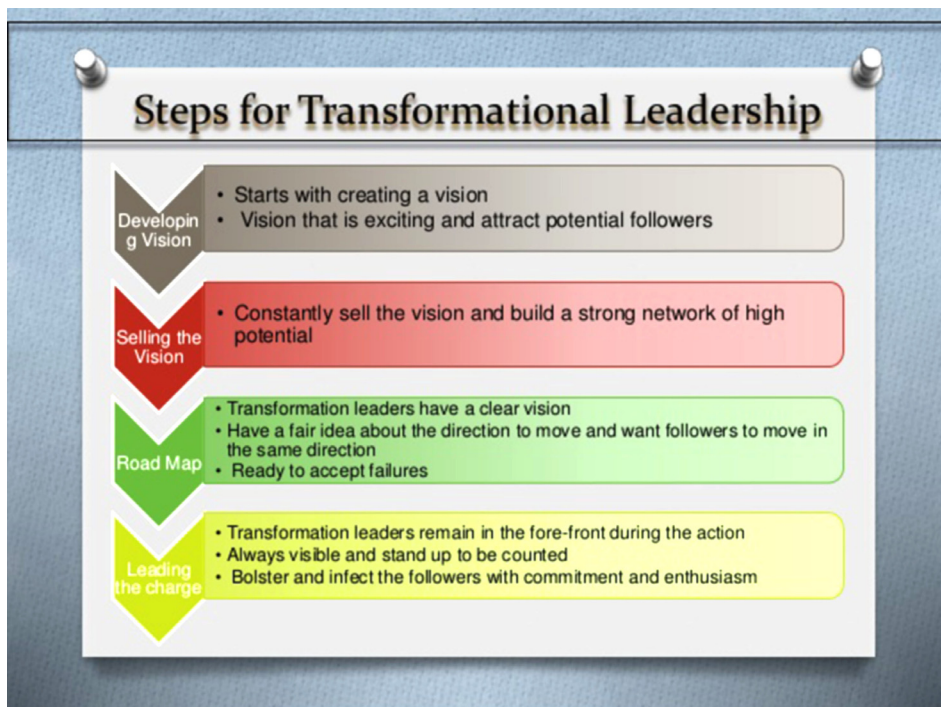 Steps for Transformational Leadership
Developin
g Vision
• Starts with creating a vision
• Vision that is exciting and attract potential followers
Selling the
Vision
• Constantly sell the vision and build a strong network of high
potential
Road Map
• Transformation leaders have a clear vision
• Have a fair idea about the direction to move and want followers to move in
the same direction
• Ready to accept failures
Leading
the charge
• Transformation leaders remain in the fore-front during the action
• Always visible and stand up to be counted
• Bolster and infect the followers with commitment and enthusiasm